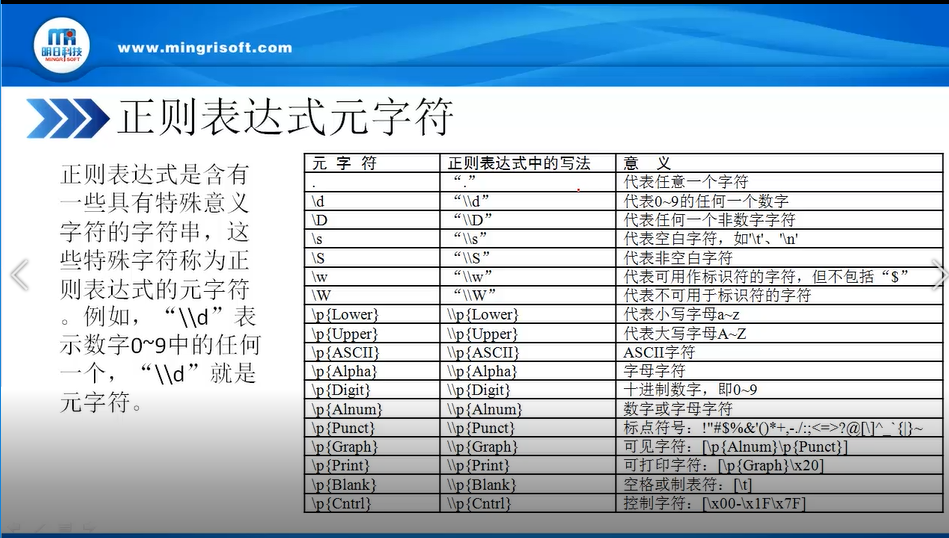 明日科技
MINGRI SOFT
www.mingrisoft.com
正则表达式元字符
正则表达式是含有
一些具有特殊意义
字符的字符串，这
些特殊字符称为正
则表达式的元字符
。例如，“\\d”表
示数字0~9中的任何
一个，“\\d”就是
元字符。
元 字 符 正则表达式中的写法 意 义
. “.” 代表任意一个字符
\d “\\d” 代表0~9的任何一个数字
\D “\\D” 代表任何一个非数字字符
\s “\\s” 代表空白字符，如'\t'、'\n'
\S “\\S” 代表非空白字符
\w “\\w” 代表可用作标识符的字符，但不包括“$”
\W “\\W” 代表不可用于标识符的字符
\p{Lower} \\p{Lower} 代表小写字母a~z
\p{Upper} \\p{Upper} 代表大写字母A~Z
\p{ASCII} \\p{ASCII} ASCII字符
\p{Alpha} \\p{Alpha} 字母字符
\p{Digit} \\p{Digit} 十进制数字，即0~9
\p{Alnum} \\p{Alnum} 数字或字母字符
\p{Punct} \\p{Punct} 标点符号：!"#$%&'()*+,-./:;<=>?@[\]^_`{|}~
\p{Graph} \\p{Graph} 可见字符：[\p{Alnum}\p{Punct}]
\p{Print} \\p{Print} 可打印字符：[\p{Graph}\x20]
\p{Blank} \\p{Blank} 空格或制表符：[\t]
\p{Cntrl} \\p{Cntrl} 控制字符：[\x00-\x1F\x7F]